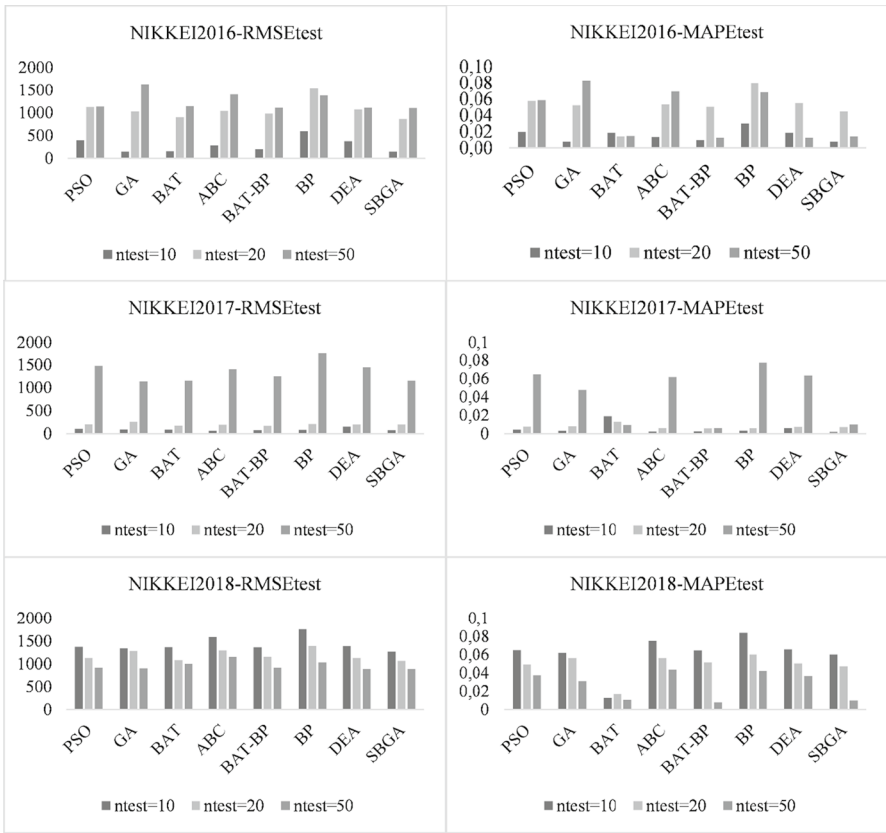 NIKKEI2016-RMSEtest
2000
1500
1000
500
0
PSO
GA
BAT
ABC
BAT-BP
BP
DEA
SBGA
ntest=10 ntest=20 ntest=50
NIKKEI2016-MAPEtest
0,10
0,08
0,06
0,04
0,02
0,00
PSO
GA
BAT
ABC
BAT-BP
BP
DEA
SBGA
ntest=10 ntest=20 ntest=50
NIKKEI2017-RMSEtest
2000
1500
1000
500
0
PSO
GA
BAT
ABC
BAT-BP
BP
DEA
SBGA
ntest=10 ntest=20 ntest=50
NIKKEI2017-MAPEtest
0,1
0,08
0,06
0,04
0,02
0
PSO
GA
BAT
ABC
BAT-BP
BP
DEA
SBGA
ntest=10 ntest=20 ntest=50
NIKKEI2018-RMSEtest
2000
1500
1000
500
0
PSO
GA
BAT
ABC
BAT-BP
BP
DEA
SBGA
ntest=10 ntest=20 ntest=50
NIKKEI2018-MAPEtest
0,1
0,08
0,06
0,04
0,02
0
PSO
GA
BAT
ABC
BAT-BP
BP
DEA
SBGA
ntest=10 ntest=20 ntest=50